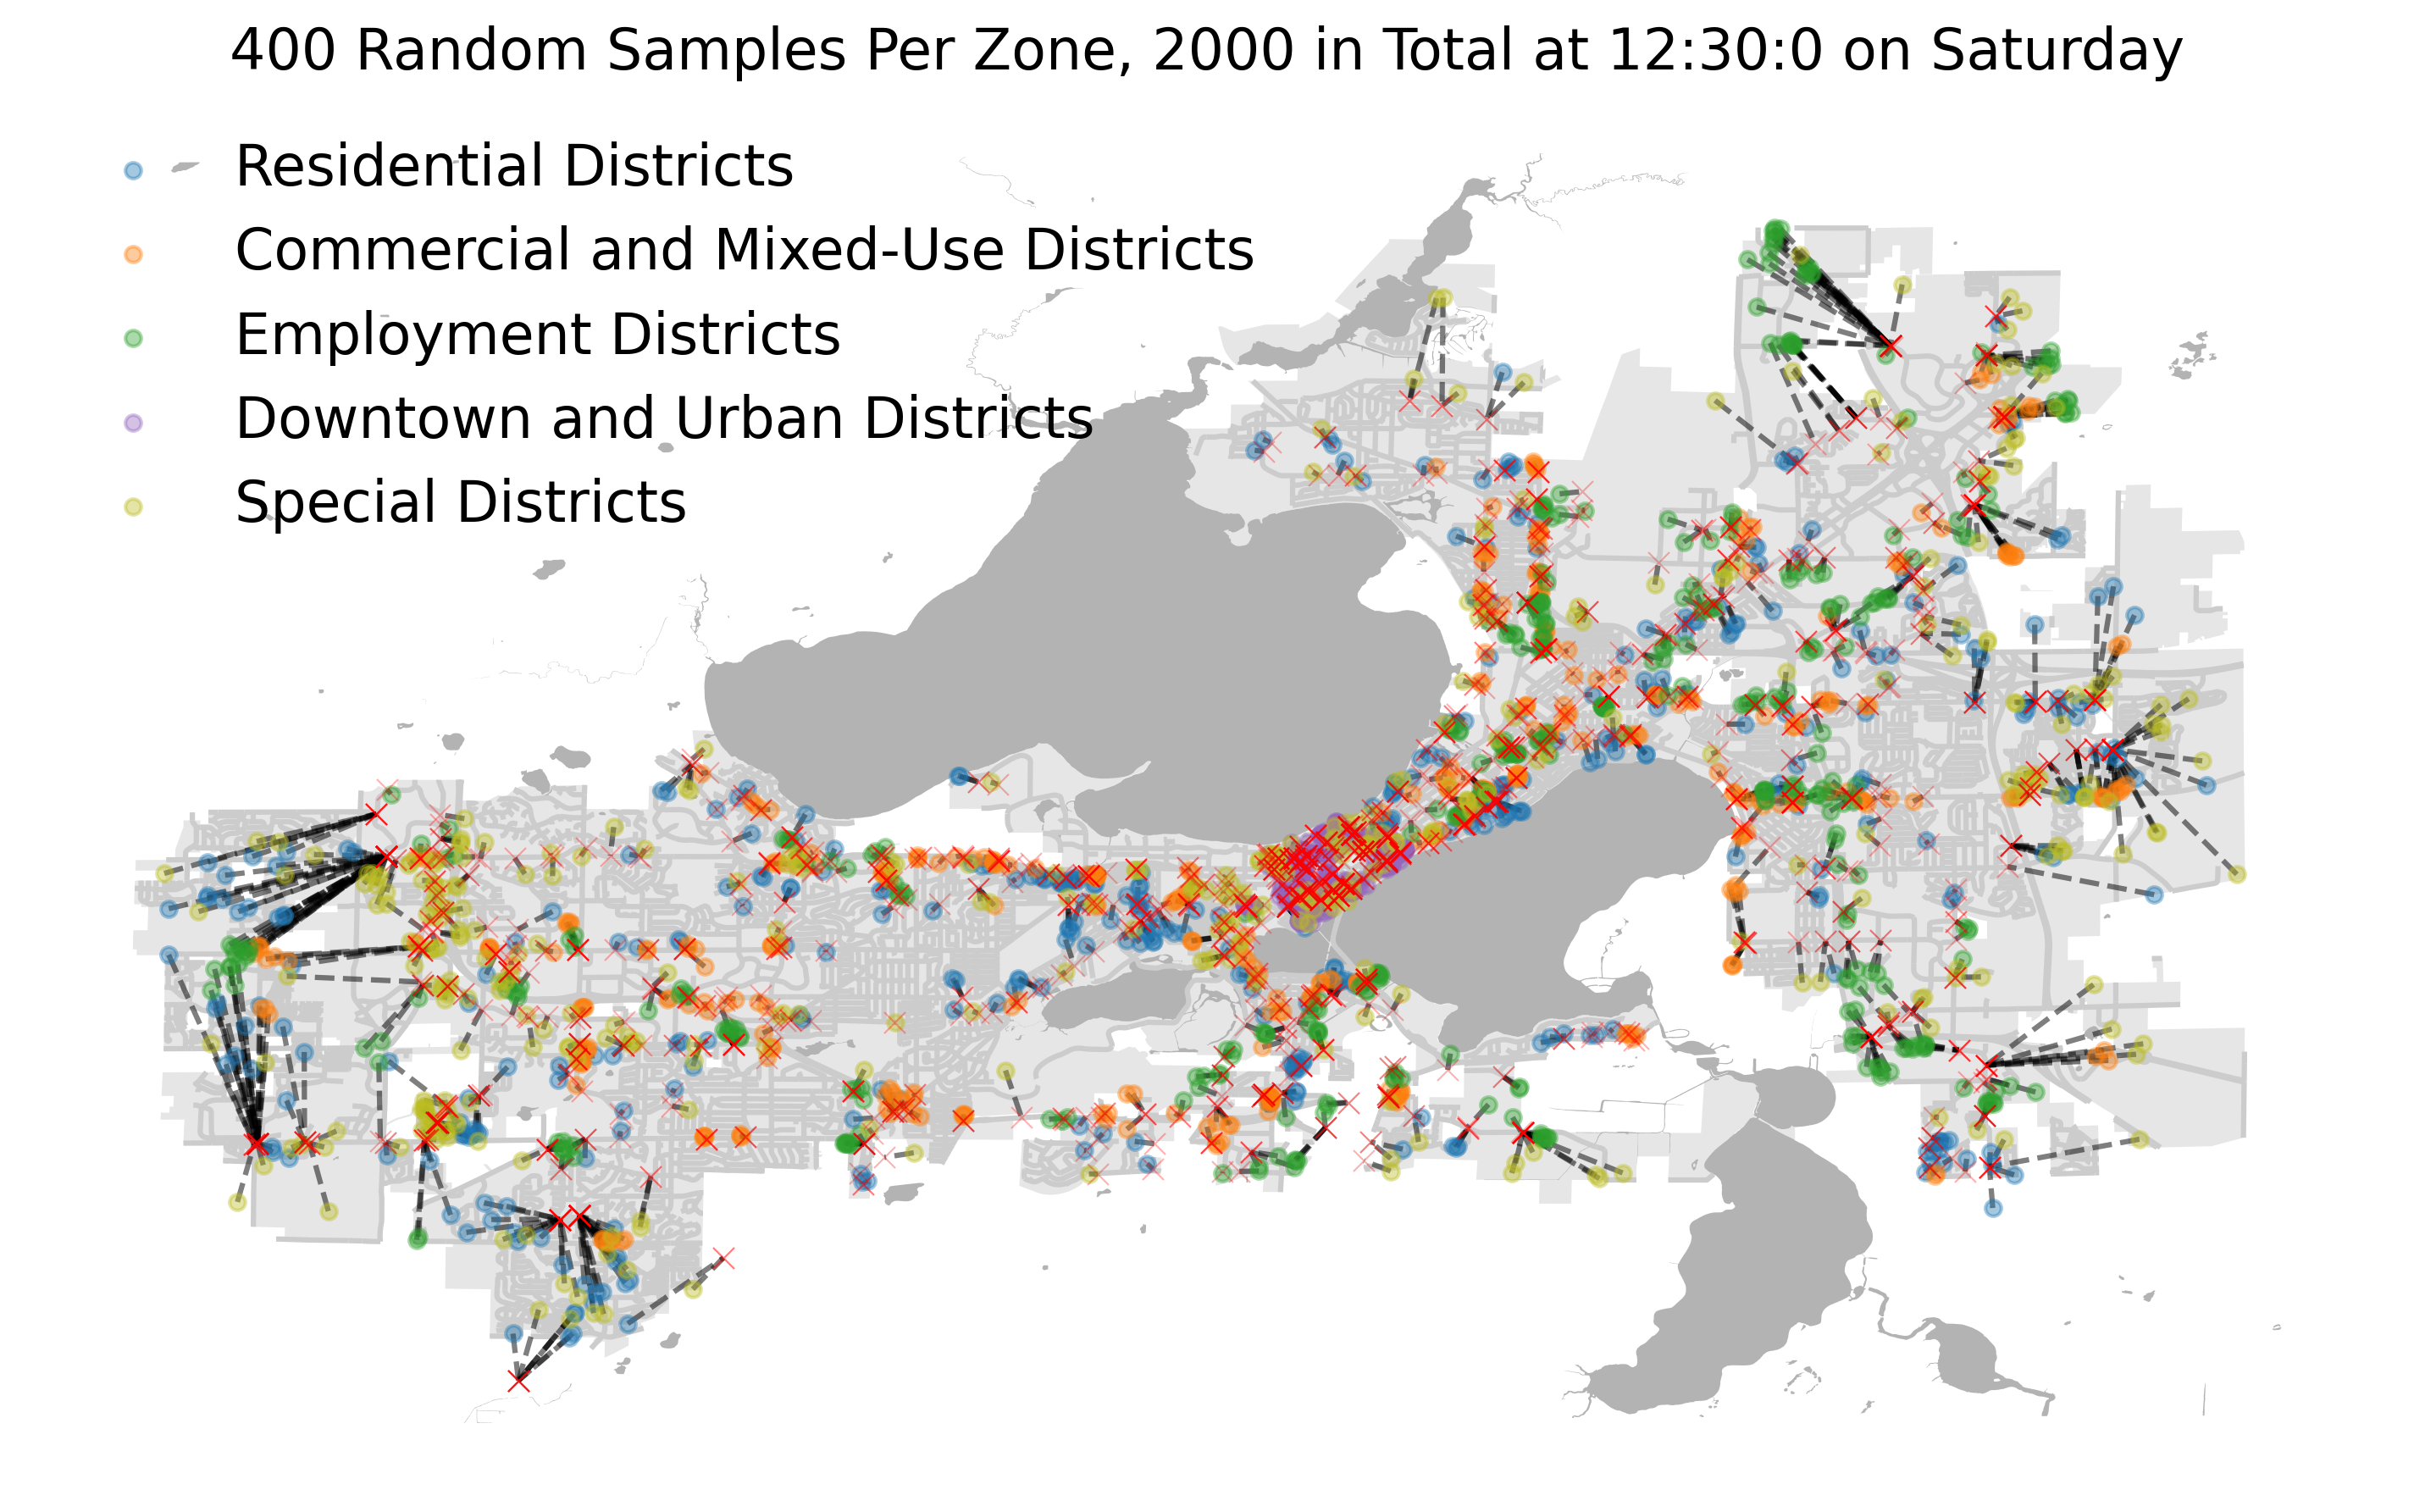 400 Random Samples Per Zone, 2000 in Total at 12:30:0 on Saturday
Residential Districts
Commercial and Mixed-Use Districts
Employment Districts
Downtown and Urban Districts
Special Districts